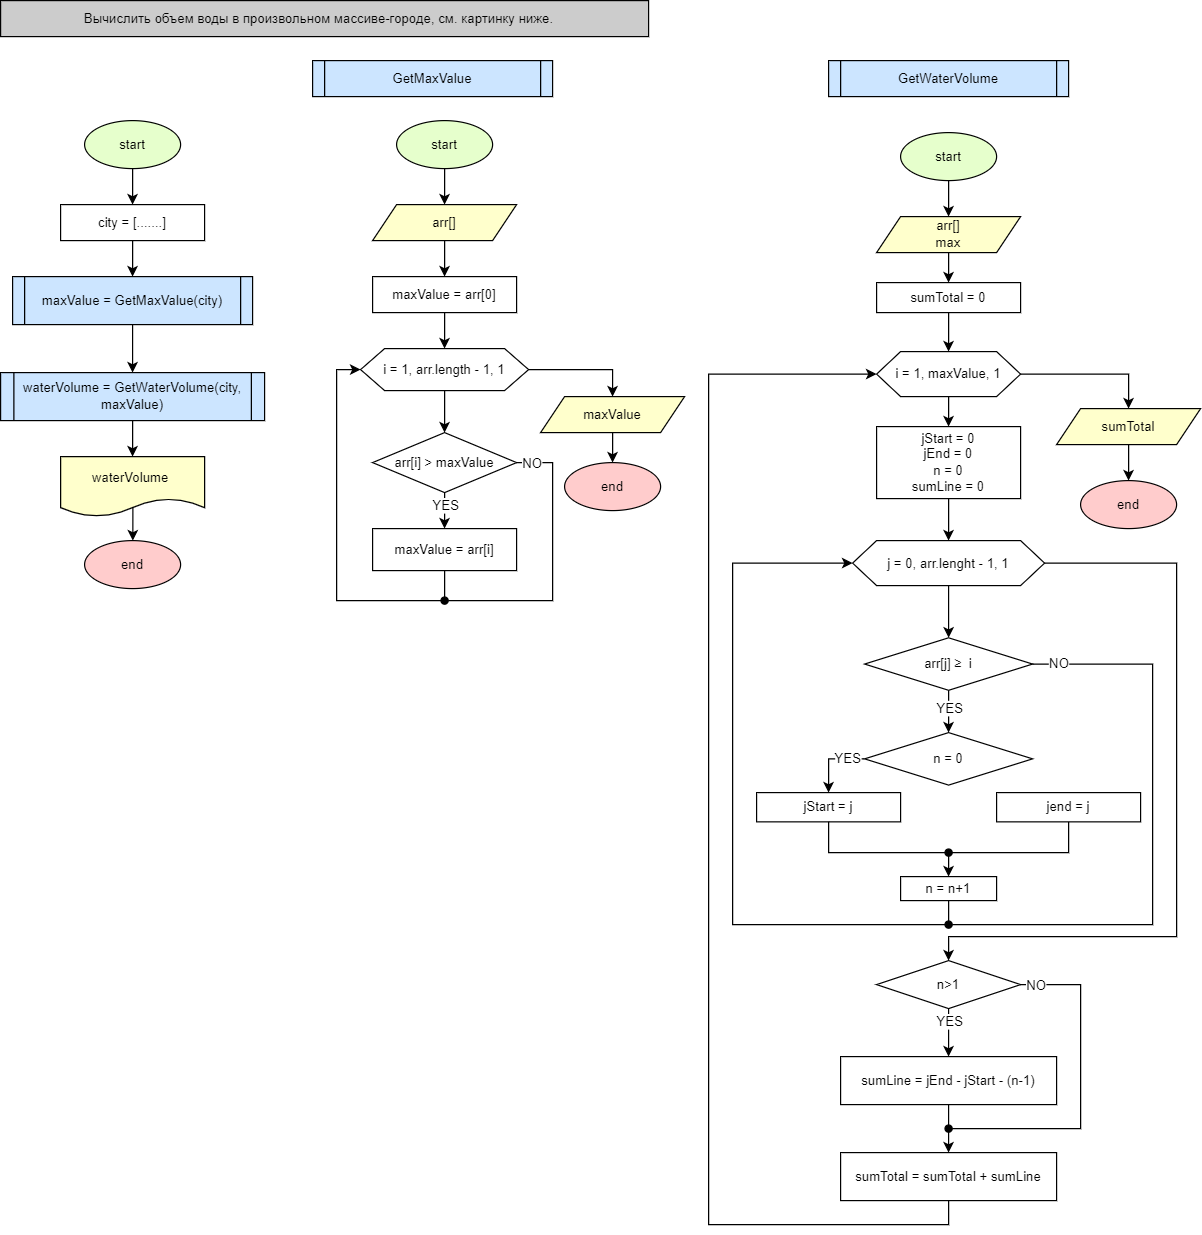 Вычислить объем воды в произвольном массиве-городе, см. картинку ниже.
start
city = [.......]
maxValue = GetMaxValue(city)
waterVolume = GetWaterVolume(city,
maxValue)
waterVolume
end
GetMaxValue
start
arr[]
maxValue = arr[0]
i = 1, arr.length - 1, 1
maxValue
end
arr[i] > maxValue
NO
YES
maxValue = arr[i]
GetWaterVolume
start
arr[]
max
sumTotal = 0
i = 1, maxValue, 1
sumTotal
end
jStart = 0
jEnd = 0
n = 0
sumLine = 0
j = 0, arr.lenght - 1, 1
arr[j] ≥ i
NO
YES
n = 0
YES
jStart = j
jend = j
n = n+1
n>1
NO
YES
sumLine = jEnd - jStart - (n-1)
sumTotal = sumTotal + sumLine